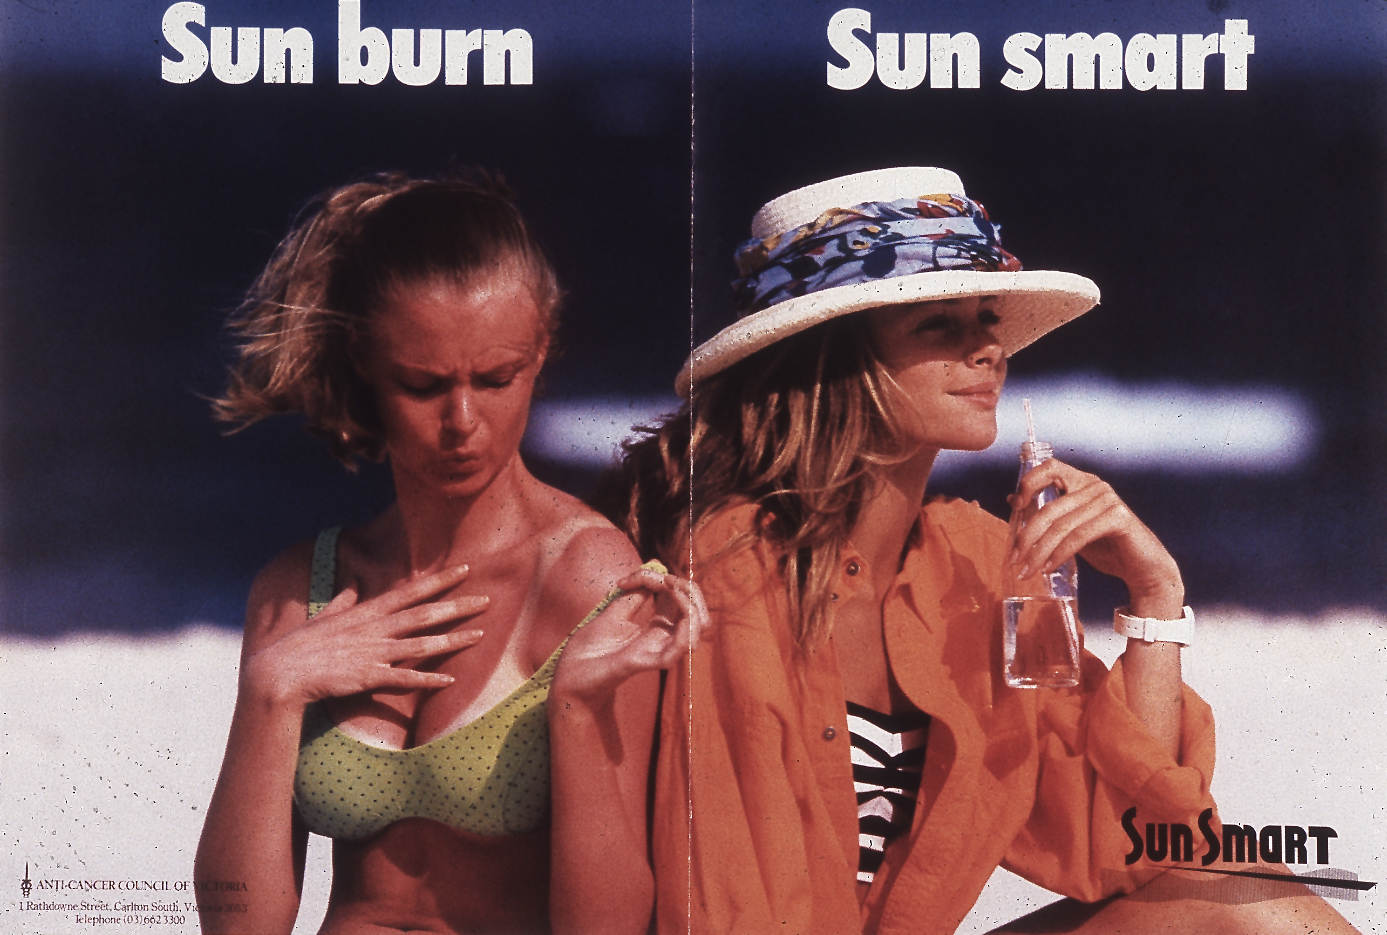 Sun burn
Sun smart
SunSmart
ANTI-CANCER COUNCIL OF VICTORIA
1 Rathdowne Street, Carlton South, Victoria 3053
Telephone (03) 662 3300